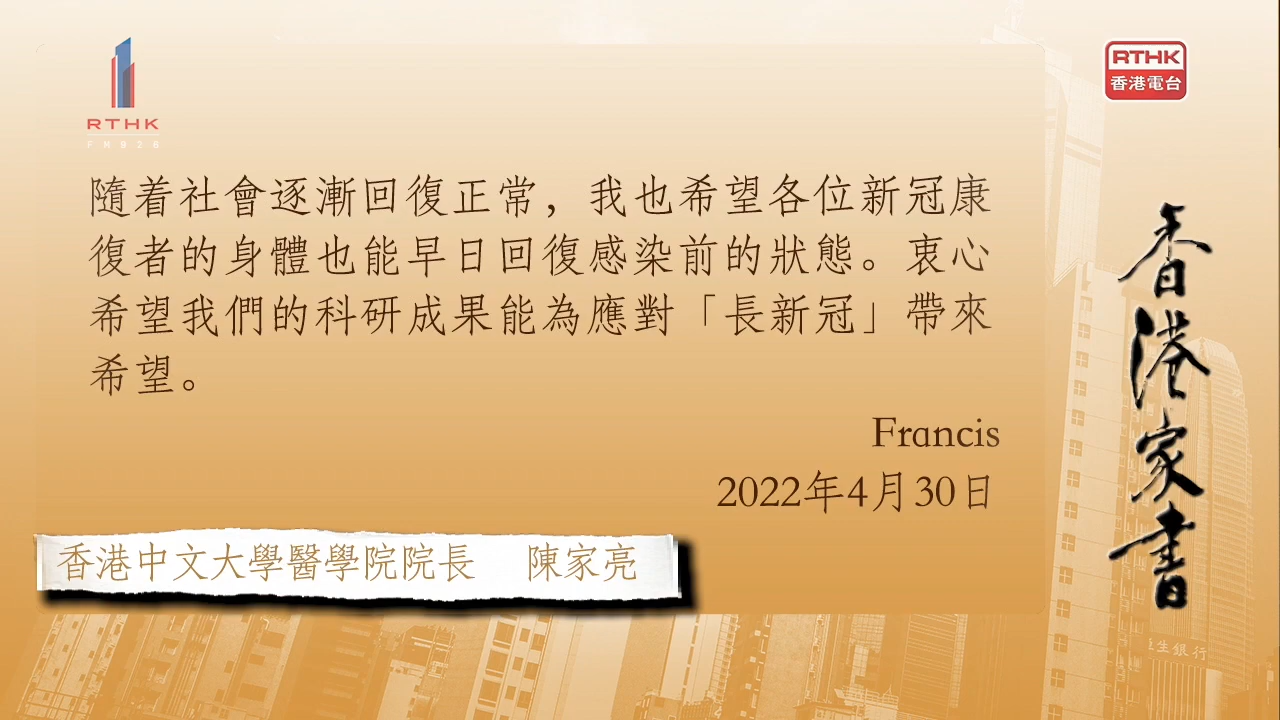 RTHK
FM926
RTHK
香港電台
隨着社會逐漸回復正常，我也希望各位新冠康
復者的身體也能早日回復感染前的狀態。衷心
希望我們的科研成果能為應對「長新冠」帶來
希望。
Francis
2022年4月30日
香港中文大學醫學院院長 陳家亮
香港家書
生銀行